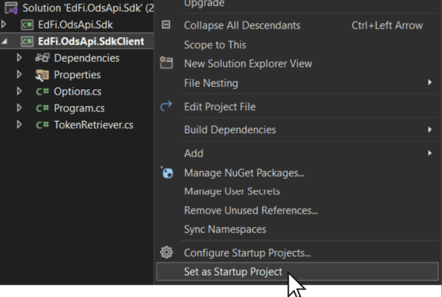 Solution 'EdFi.OdsApi.Sdk' (2
EdFi.OdsApi.Sdk
EdFi.OdsApi.SdkClient
Dependencies
Properties
C# Options.cs
C# Program.cs
C# TokenRetriever.cs
Upgrade
Collapse All Descendants Ctrl+Left Arrow
Scope to This
New Solution Explorer View
File Nesting
Edit Project File
Build Dependencies
Add
Manage NuGet Packages...
Manage User Secrets
Remove Unused References...
Sync Namespaces
Configure Startup Projects...
Set as Startup Project